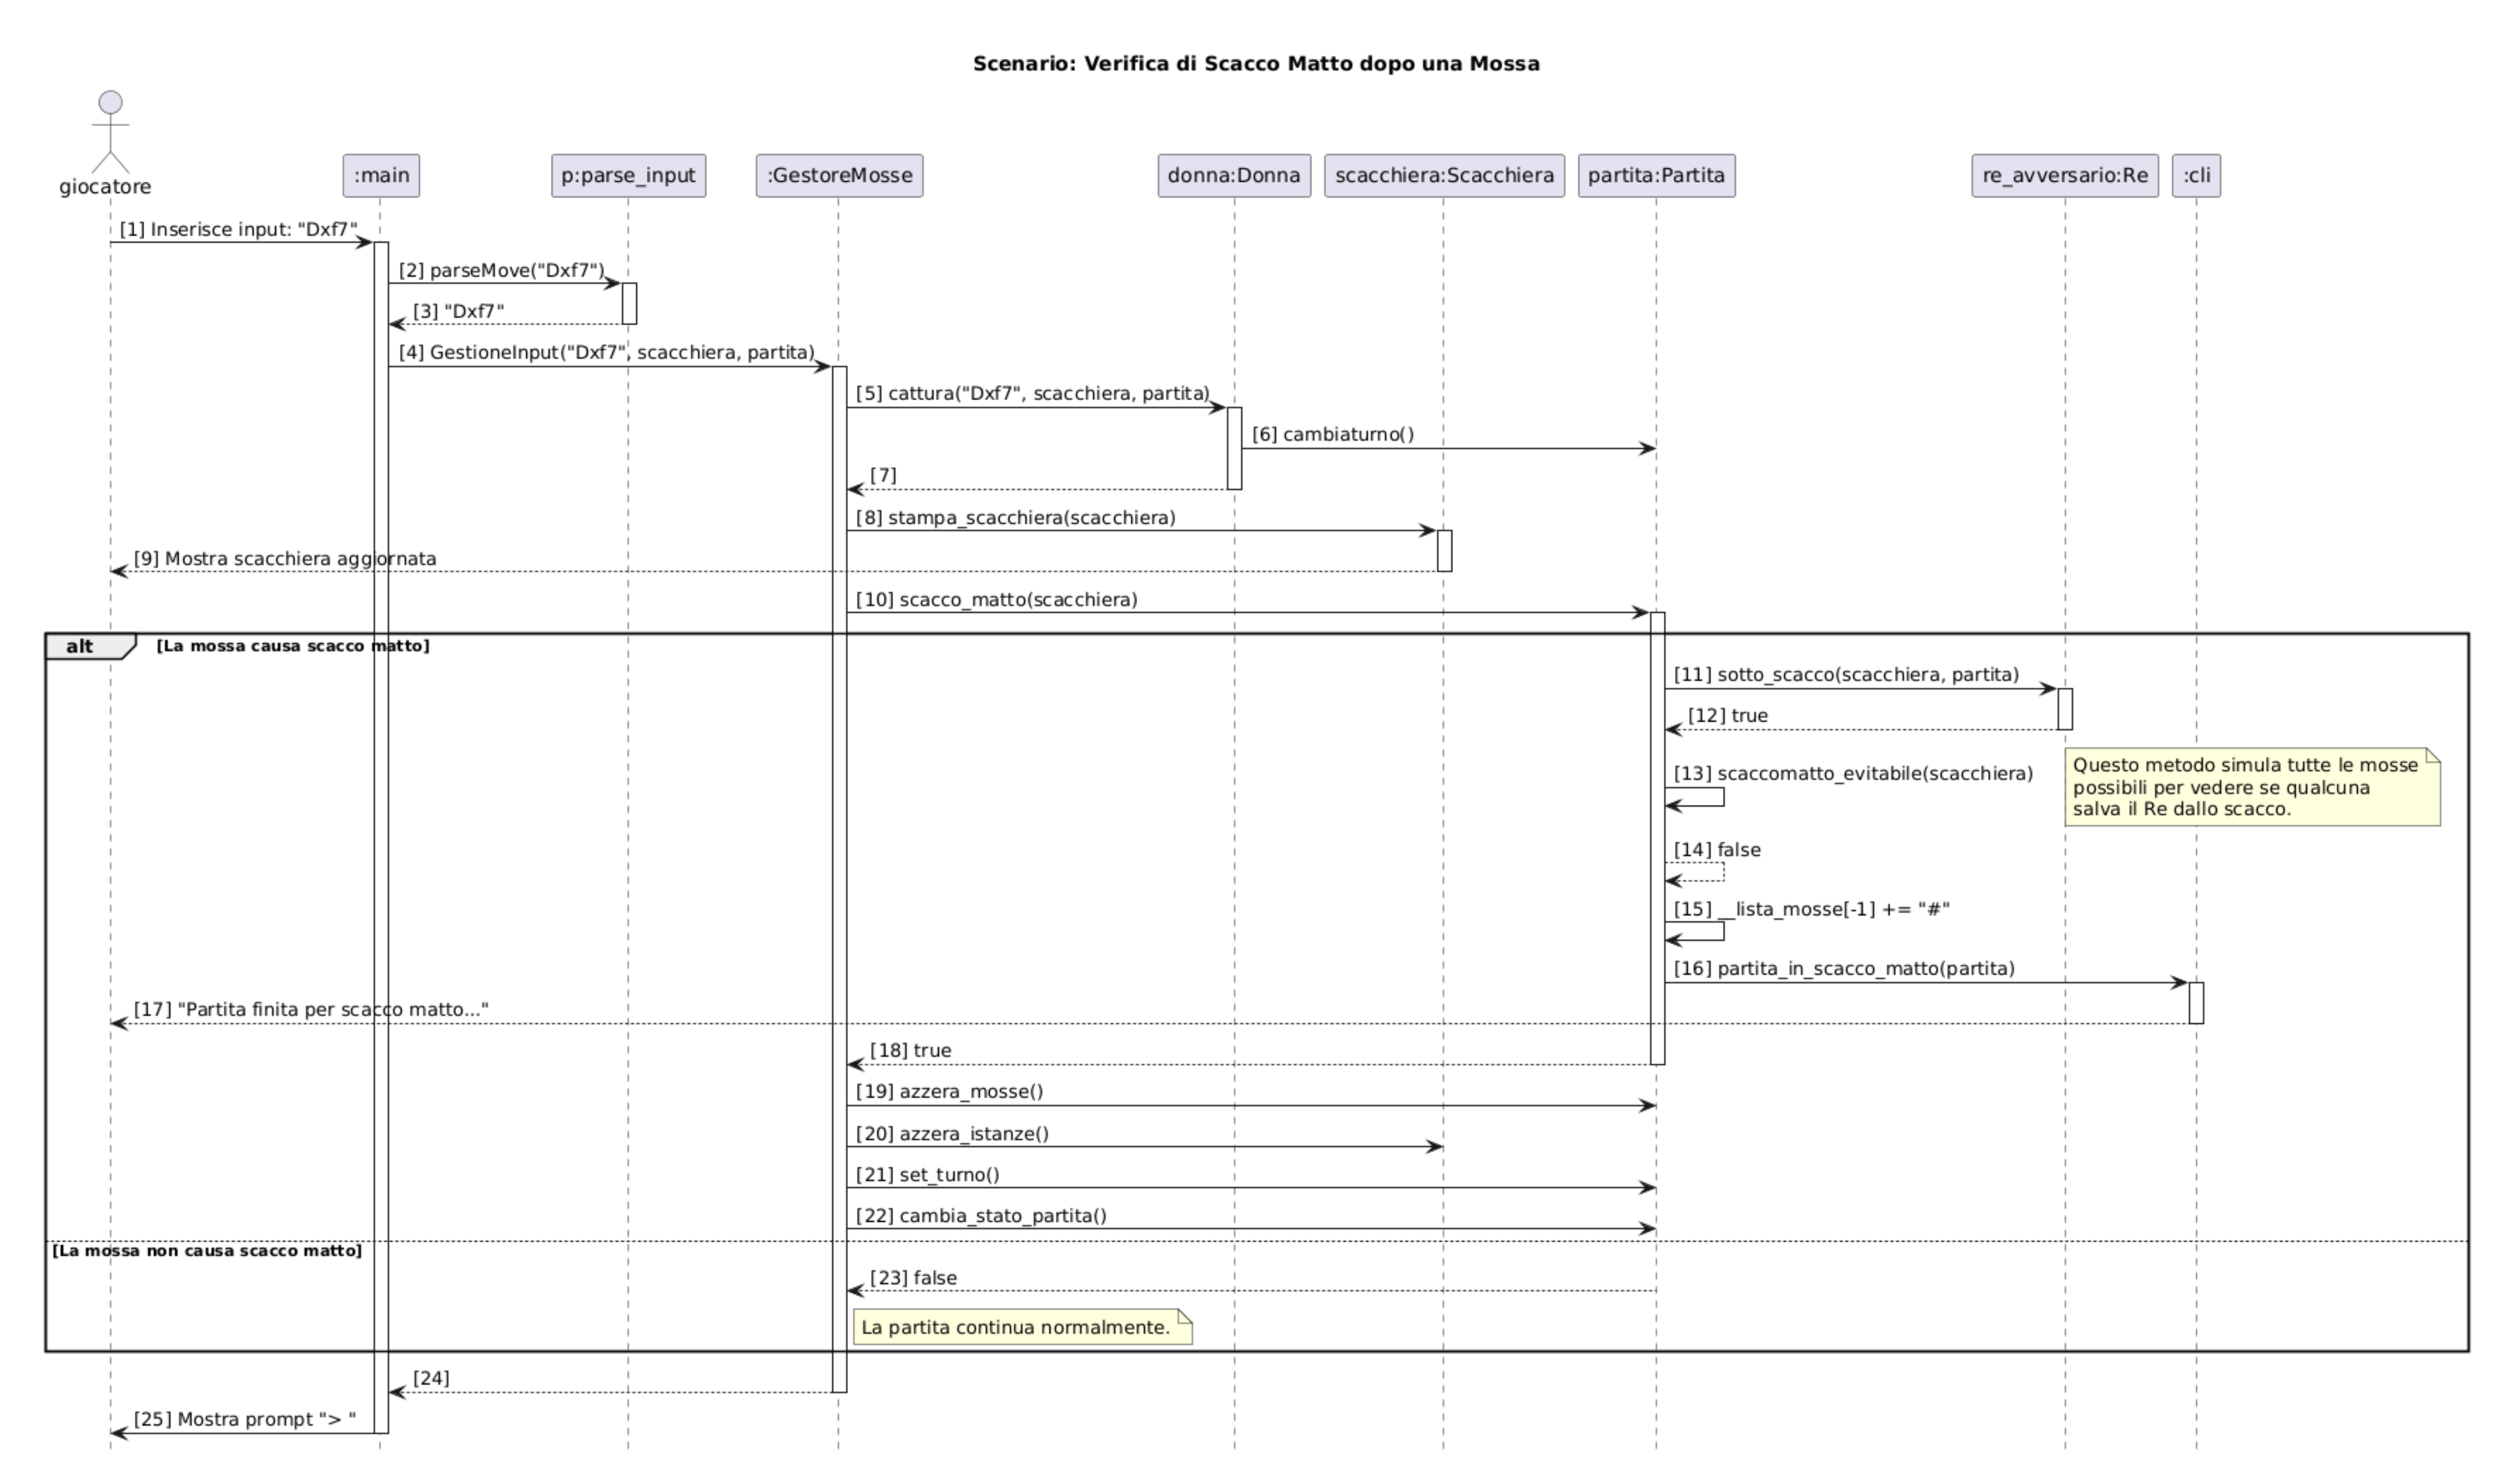 Scenario: Verifica di Scacco Matto dopo una Mossa
giocatore
:main
p:parse_input
:GestoreMosse
donna:Donna
scacchiera:Scacchiera
partita:Partita
re_avversario:Re
:cli
[1] Inserisce input: "Dxf7"
[2] parseMove("Dxf7")
[3] "Dxf7"
[4] GestioneInput("Dxf7", scacchiera, partita)
[5] cattura("Dxf7", scacchiera, partita)
[6] cambiaturno()
[7]
[8] stampa_scacchiera(scacchiera)
[9] Mostra scacchiera aggiornata
[10] scacco_matto(scacchiera)
alt [La mossa causa scacco matto]
[11] sotto_scacco(scacchiera, partita)
[12] true
[13] scaccomatto_evitabile(scacchiera)
Questo metodo simula tutte le mosse
possibili per vedere se qualcuna
salva il Re dallo scacco.
[14] false
[15] __lista_mosse[-1] += "#"
[16] partita_in_scacco_matto(partita)
[17] "Partita finita per scacco matto..."
[18] true
[19] azzera_mosse()
[20] azzera_istanze()
[21] set_turno()
[22] cambia_stato_partita()
[La mossa non causa scacco matto]
[23] false
La partita continua normalmente.
[24]
[25] Mostra prompt "> "